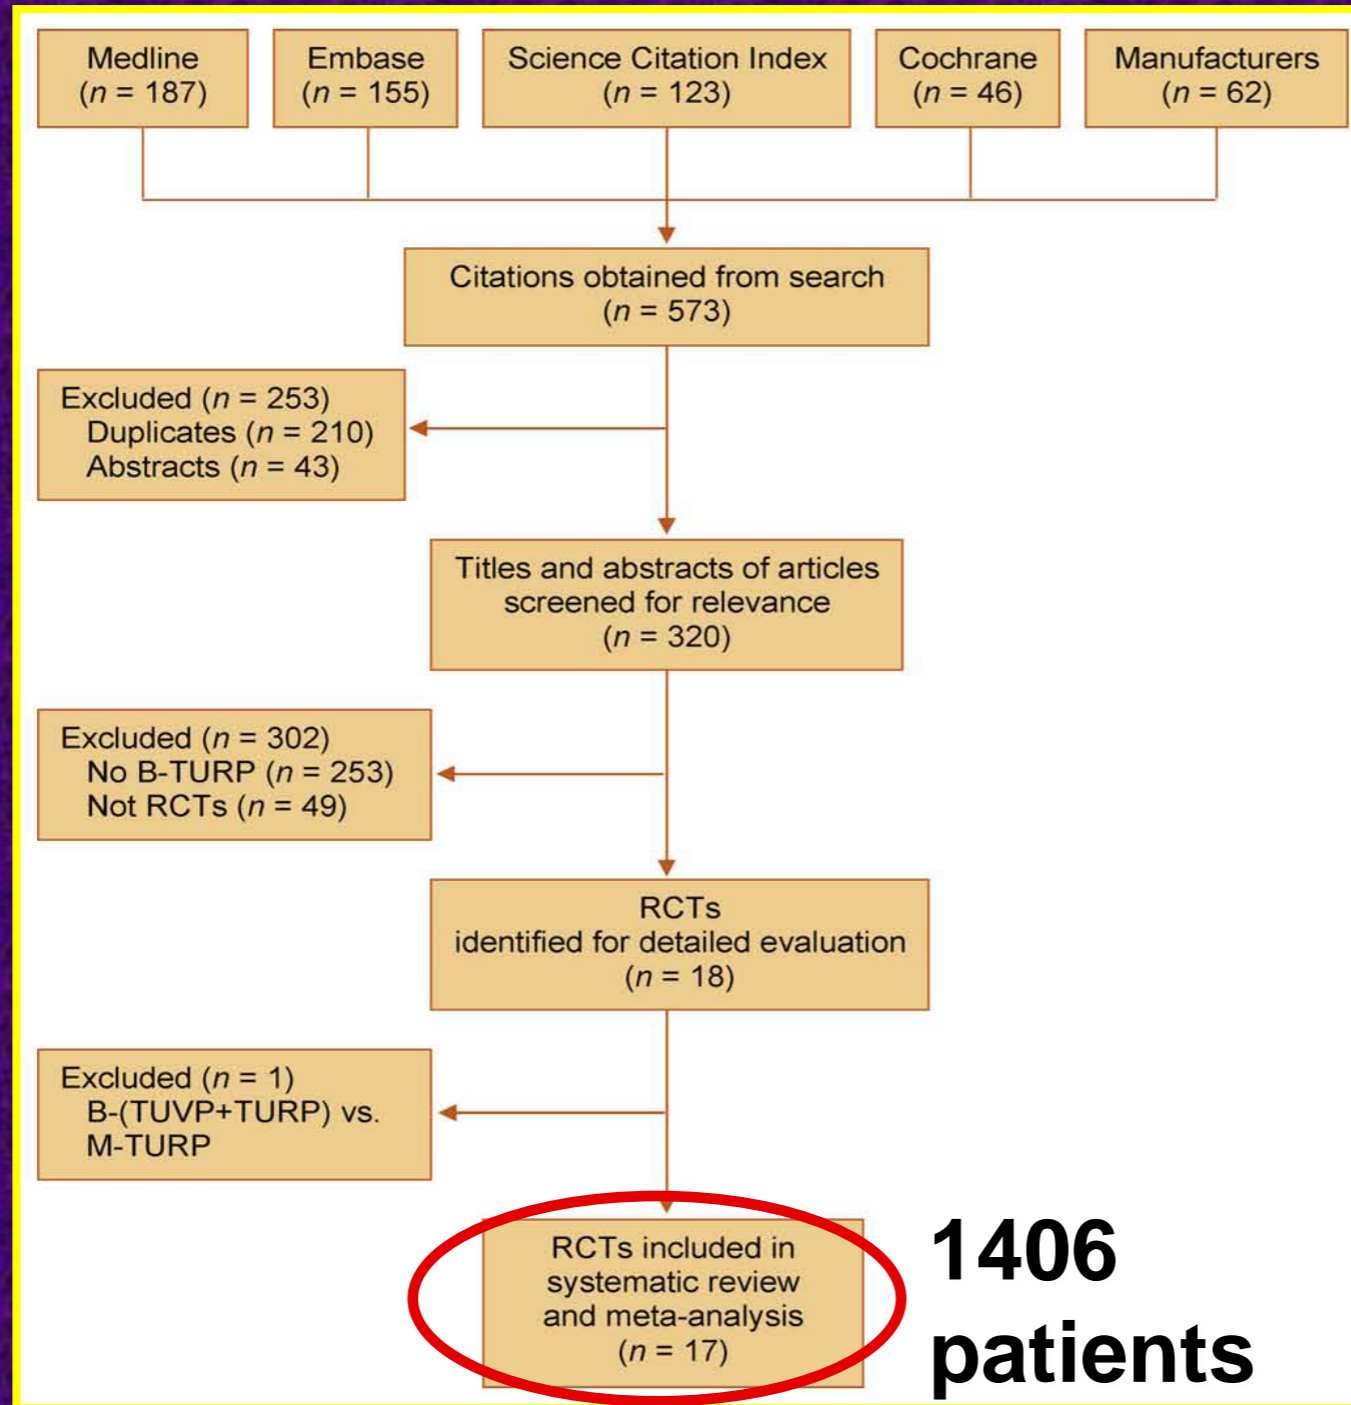 Medline
(n = 187)
Embase
(n = 155)
Science Citation Index
(n = 123)
Cochrane
(n = 46)
Manufacturers
(n = 62)
Citations obtained from search
(n = 573)
Excluded (n = 253)
Duplicates (n = 210)
Abstracts (n = 43)
Titles and abstracts of articles
screened for relevance
(n = 320)
Excluded (n = 302)
No B-TURP (n = 253)
Not RCTs (n = 49)
RCTs
identified for detailed evaluation
(n = 18)
Excluded (n = 1)
B-(TUVP+TURP) vs.
M-TURP
RCTs included in
systematic review
and meta-analysis
(n = 17)
1406
patients